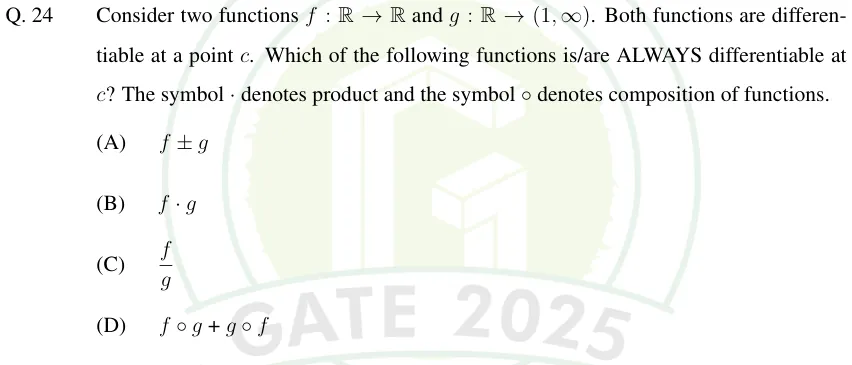 Q. 24 Consider two functions f : ℝ → ℝ and g : ℝ → (1, ∞). Both functions are differen-
tiable at a point c. Which of the following functions is/are ALWAYS differentiable at
c? The symbol · denotes product and the symbol ∘ denotes composition of functions.
(A) f ± g
(B) f · g
(C) f/g
(D) f ∘ g + g ∘ f
GATE 2025